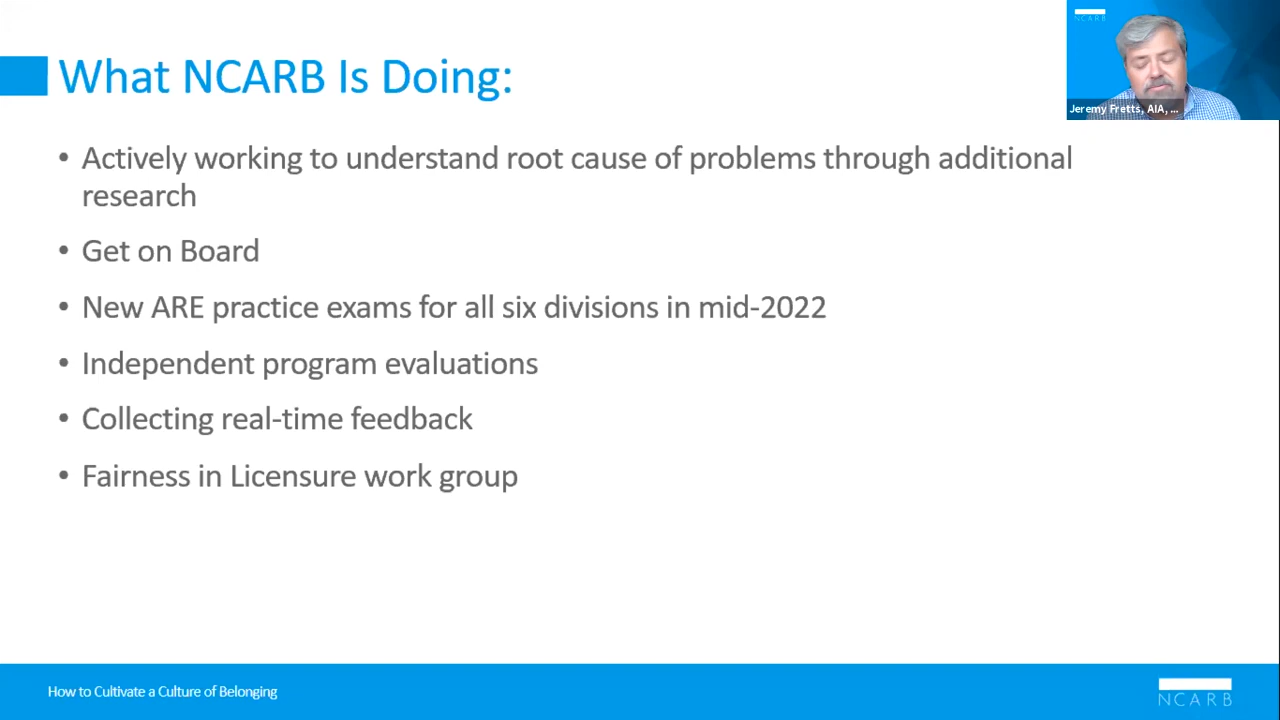 What NCARB Is Doing:
NCARB
Jeremy Fretts, AIA, ...
• Actively working to understand root cause of problems through additional
research
• Get on Board
• New ARE practice exams for all six divisions in mid-2022
• Independent program evaluations
• Collecting real-time feedback
• Fairness in Licensure work group
How to Cultivate a Culture of Belonging
NCARB